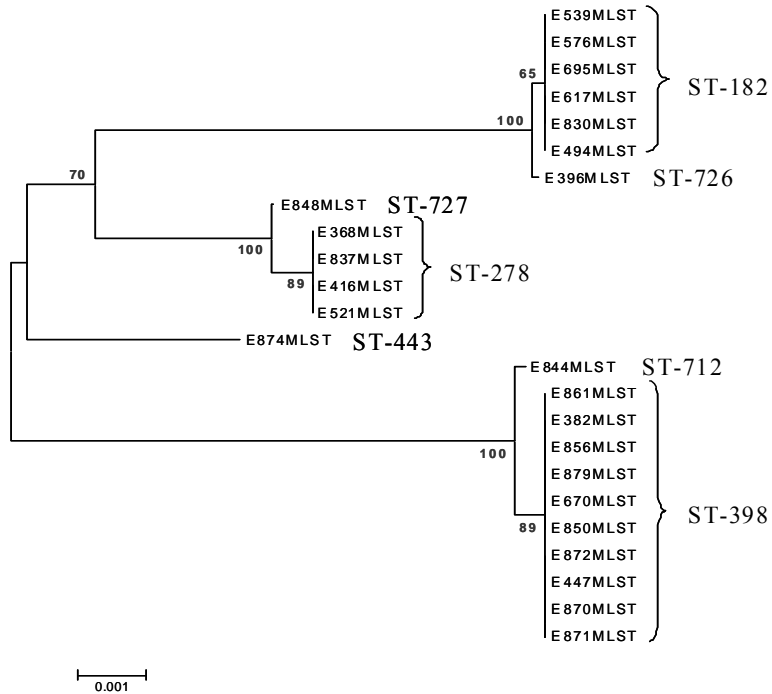 E539MLST
E576MLST
65 E695MLST
ST-182
E617MLST
100 E830MLST
E494MLST
70 E396MLST ST-726
E848MLST ST-727
E368MLST
100 E837MLST
ST-278
89 E416MLST
E521MLST
E874MLST ST-443
E844MLST ST-712
E861MLST
E382MLST
100 E856MLST
E879MLST
E670MLST
ST-398
89 E850MLST
E872MLST
E447MLST
E870MLST
E871MLST
0.001